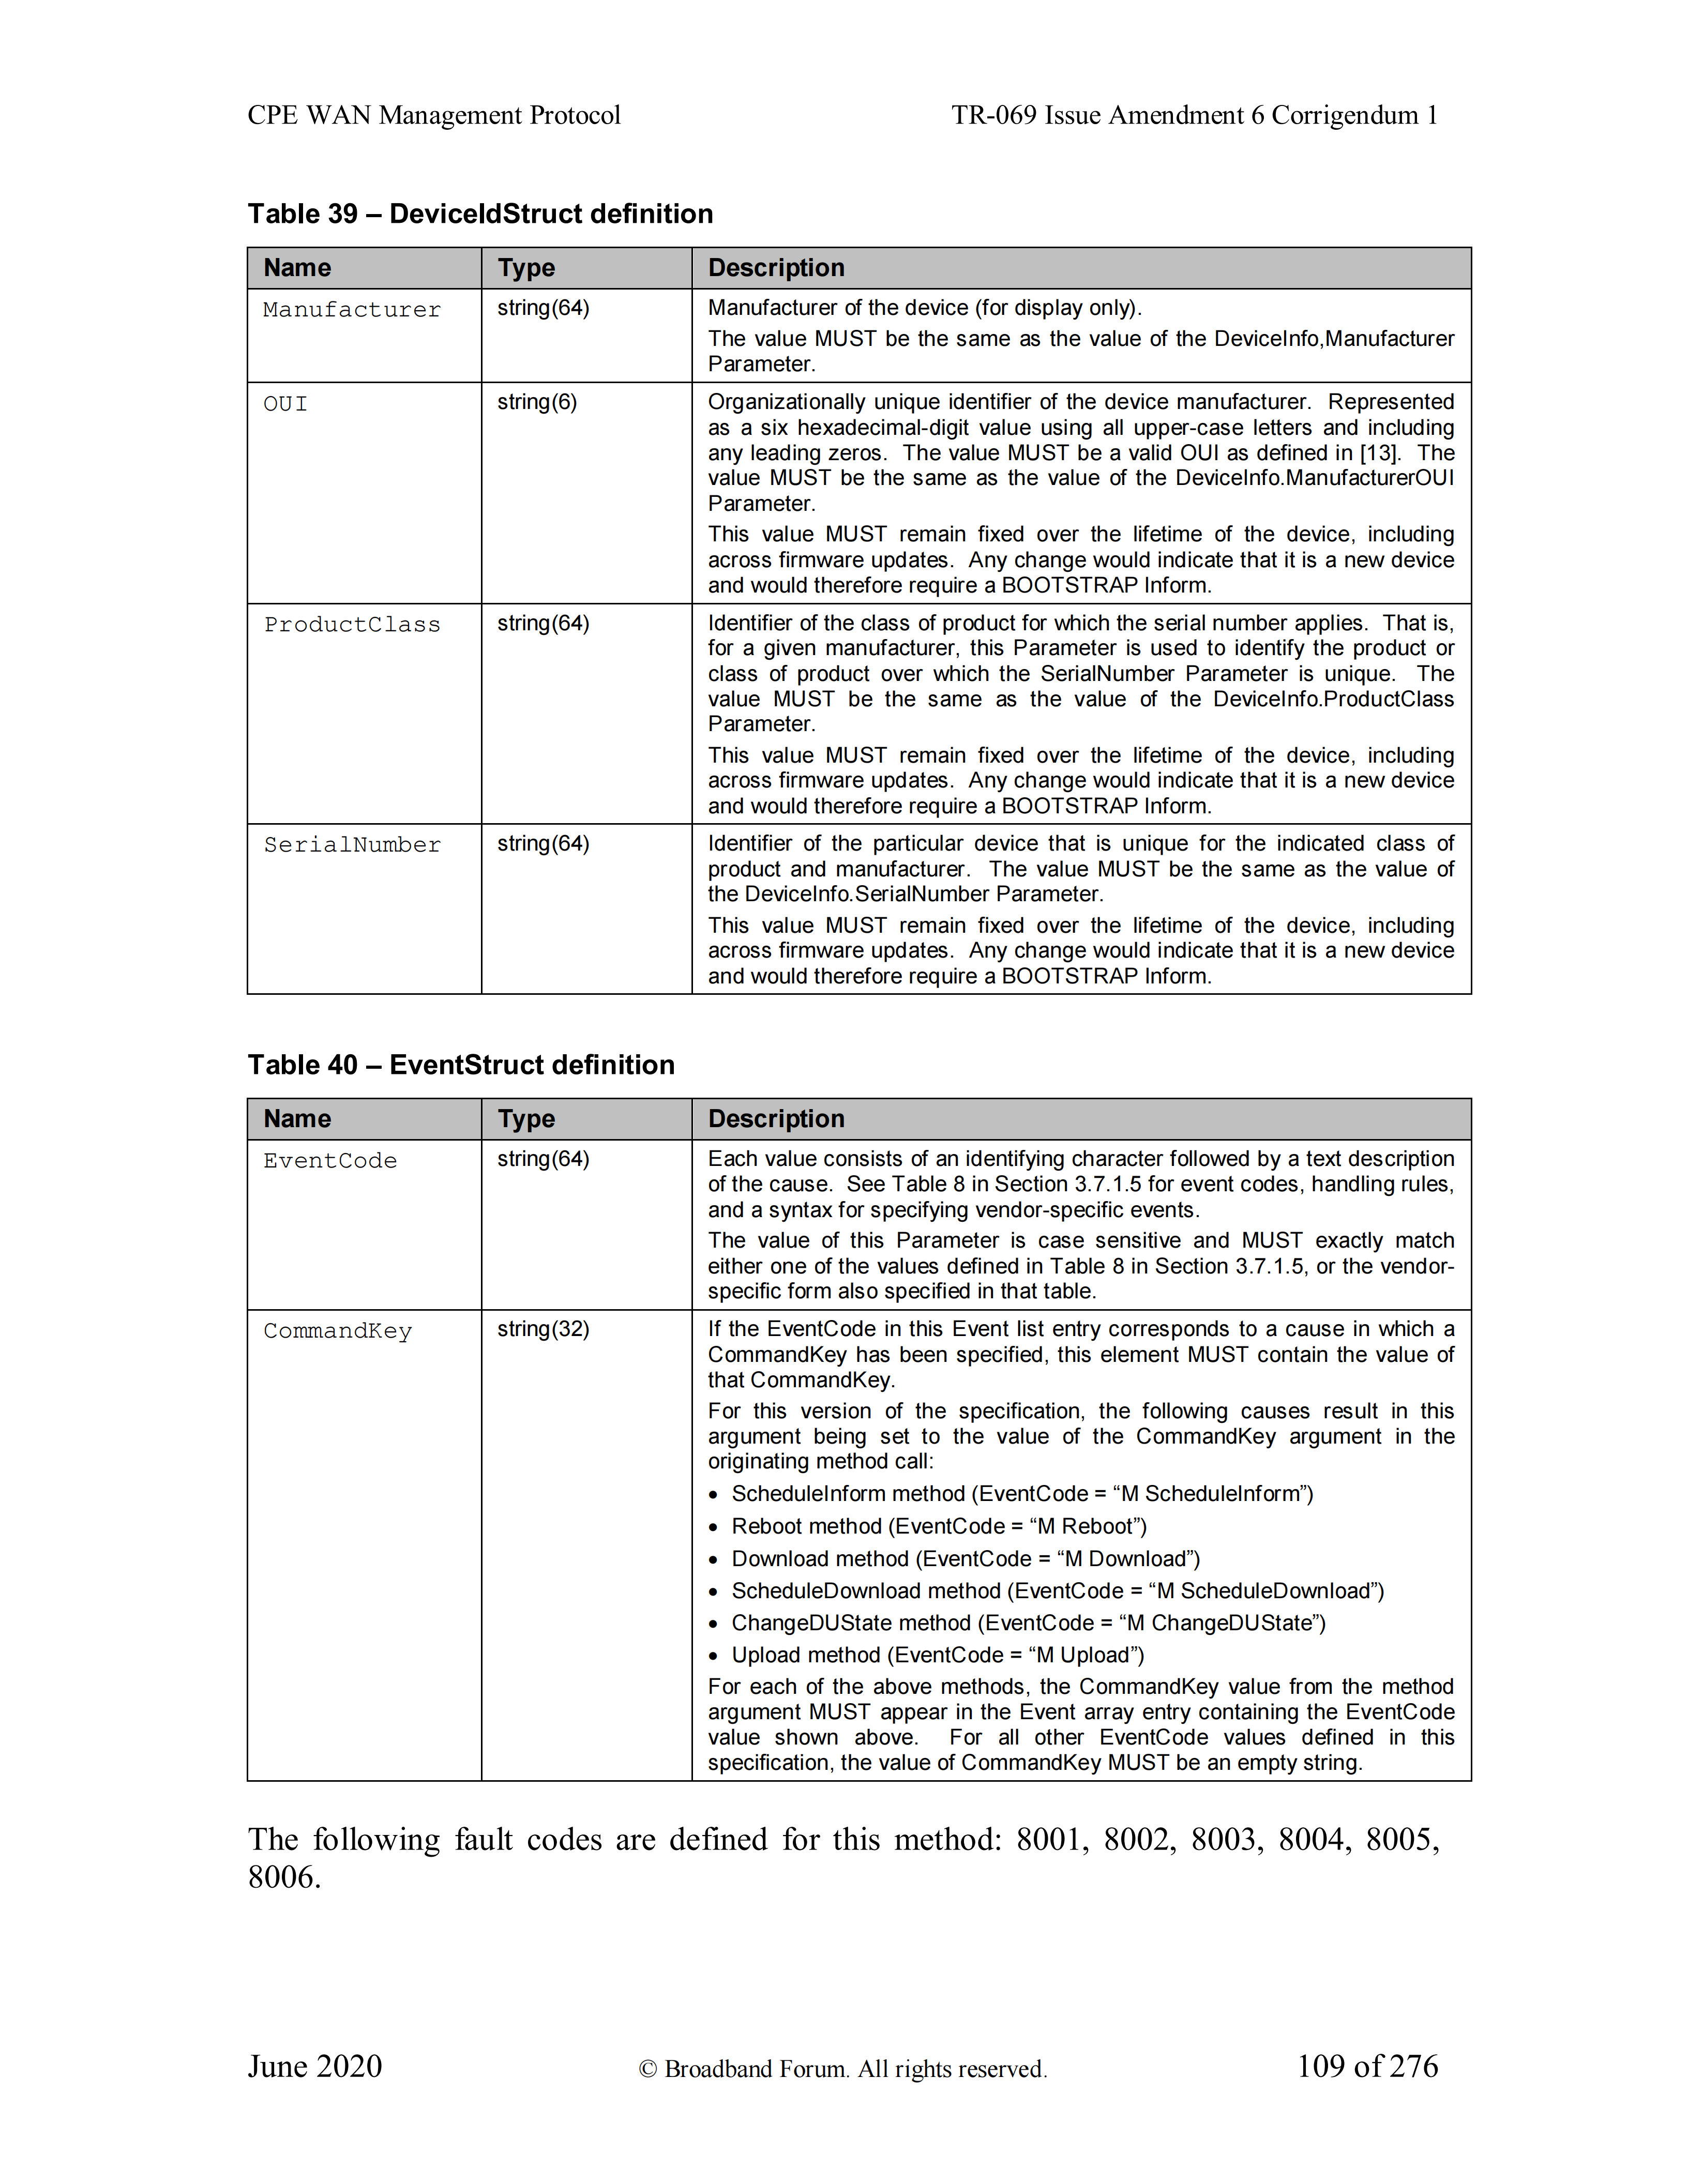 CPE WAN Management Protocol
TR-069 Issue Amendment 6 Corrigendum 1
Table 39 – DeviceIdStruct definition
Name Type Description
Manufacturer string(64) Manufacturer of the device (for display only).
The value MUST be the same as the value of the DeviceInfo,Manufacturer
Parameter.
OUI string(6) Organizationally unique identifier of the device manufacturer. Represented
as a six hexadecimal-digit value using all upper-case letters and including
any leading zeros. The value MUST be a valid OUI as defined in [13]. The
value MUST be the same as the value of the DeviceInfo.ManufacturerOUI
Parameter.
This value MUST remain fixed over the lifetime of the device, including
across firmware updates. Any change would indicate that it is a new device
and would therefore require a BOOTSTRAP Inform.
ProductClass string(64) Identifier of the class of product for which the serial number applies. That is,
for a given manufacturer, this Parameter is used to identify the product or
class of product over which the SerialNumber Parameter is unique. The
value MUST be the same as the value of the DeviceInfo.ProductClass
Parameter.
This value MUST remain fixed over the lifetime of the device, including
across firmware updates. Any change would indicate that it is a new device
and would therefore require a BOOTSTRAP Inform.
SerialNumber string(64) Identifier of the particular device that is unique for the indicated class of
product and manufacturer. The value MUST be the same as the value of
the DeviceInfo.SerialNumber Parameter.
This value MUST remain fixed over the lifetime of the device, including
across firmware updates. Any change would indicate that it is a new device
and would therefore require a BOOTSTRAP Inform.
Table 40 – EventStruct definition
Name Type Description
EventCode string(64) Each value consists of an identifying character followed by a text description
of the cause. See Table 8 in Section 3.7.1.5 for event codes, handling rules,
and a syntax for specifying vendor-specific events.
The value of this Parameter is case sensitive and MUST exactly match
either one of the values defined in Table 8 in Section 3.7.1.5, or the vendor-
specific form also specified in that table.
CommandKey string(32) If the EventCode in this Event list entry corresponds to a cause in which a
CommandKey has been specified, this element MUST contain the value of
that CommandKey.
For this version of the specification, the following causes result in this
argument being set to the value of the CommandKey argument in the
originating method call:
• ScheduleInform method (EventCode = “M ScheduleInform”)
• Reboot method (EventCode = “M Reboot”)
• Download method (EventCode = “M Download”)
• ScheduleDownload method (EventCode = “M ScheduleDownload”)
• ChangeDUState method (EventCode = “M ChangeDUState”)
• Upload method (EventCode = “M Upload”)
For each of the above methods, the CommandKey value from the method
argument MUST appear in the Event array entry containing the EventCode
value shown above. For all other EventCode values defined in this
specification, the value of CommandKey MUST be an empty string.
The following fault codes are defined for this method: 8001, 8002, 8003, 8004, 8005,
8006.
June 2020
© Broadband Forum. All rights reserved.
109 of 276